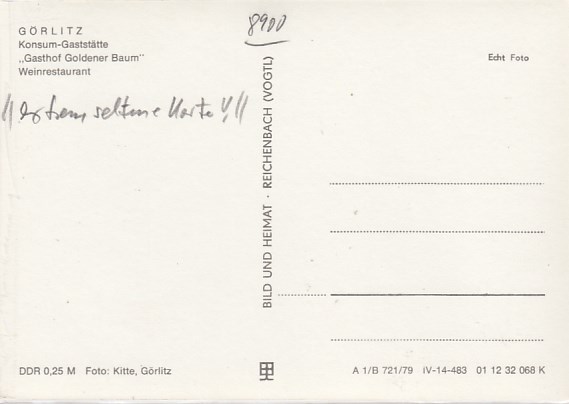 8900
GÖRLITZ
Konsum-Gaststätte
„Gasthof Goldener Baum"
Weinrestaurant
Echt Foto
!! extrem seltene Karte !!!
BILD UND HEIMAT · REICHENBACH (VOGTL)
DDR 0,25 M Foto: Kitte, Görlitz
A 1/B 721/79 IV-14-483 01 12 32 068 K